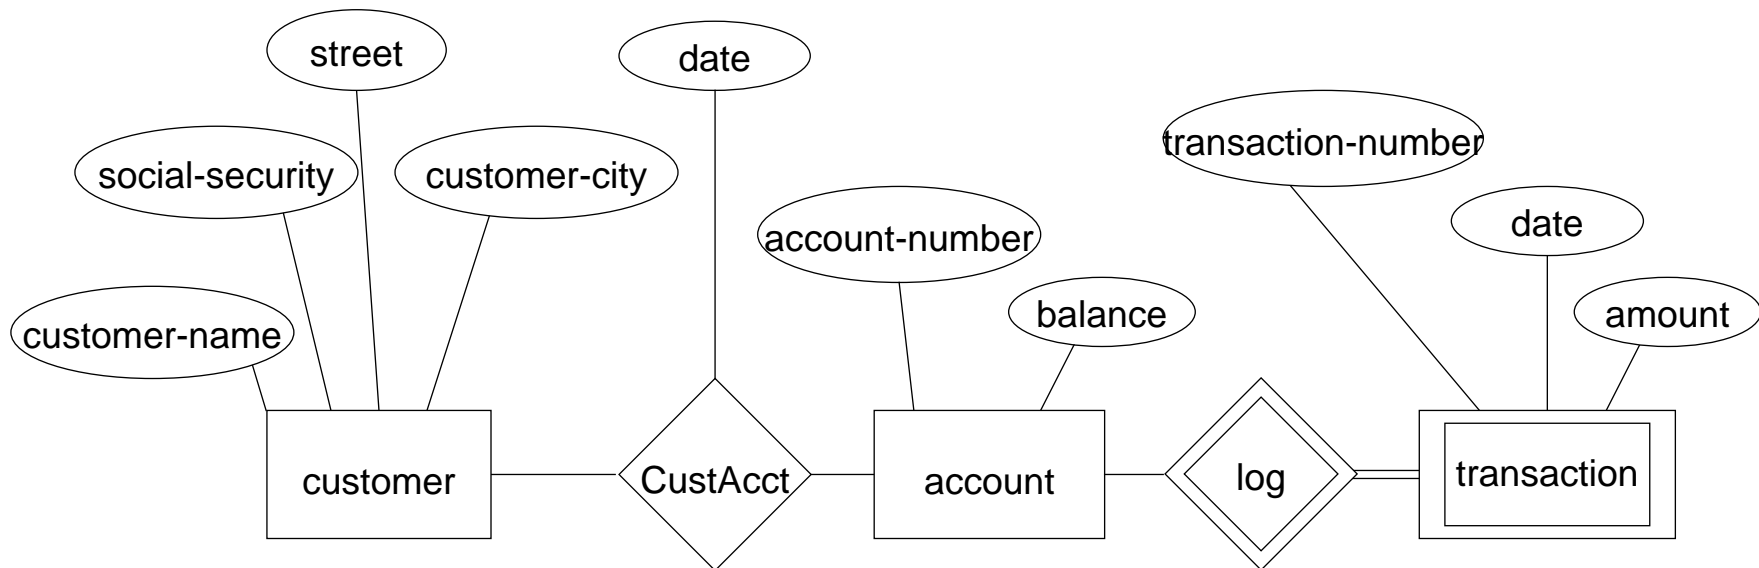 street
date
transaction-number
social-security
customer-city
account-number
date
customer-name
balance
amount
customer
CustAcct
account
log
transaction